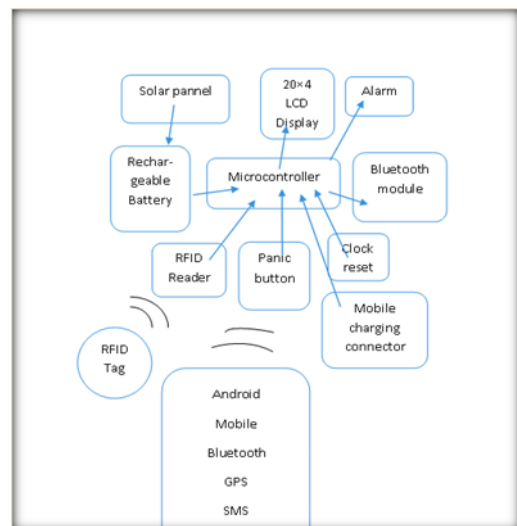 Solar pannel
20×4
LCD
Display
Alarm
Rechar-
geable
Battery
Microcontroller
Bluetooth
module
RFID
Reader
Panic
button
Clock
reset
Mobile
charging
connector
RFID
Tag
Android
Mobile
Bluetooth
GPS
SMS